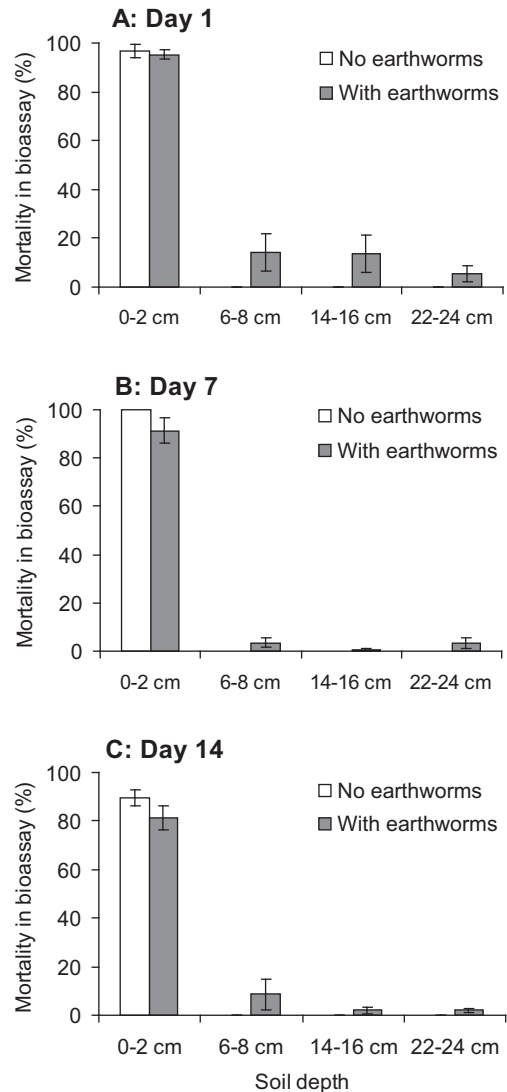 A: Day 1
Mortality in bioassay (%)
100
80
60
40
20
0
No earthworms
With earthworms
0-2 cm 6-8 cm 14-16 cm 22-24 cm
B: Day 7
Mortality in bioassay (%)
100
80
60
40
20
0
No earthworms
With earthworms
0-2 cm 6-8 cm 14-16 cm 22-24 cm
C: Day 14
Mortality in bioassay (%)
100
80
60
40
20
0
No earthworms
With earthworms
0-2 cm 6-8 cm 14-16 cm 22-24 cm
Soil depth